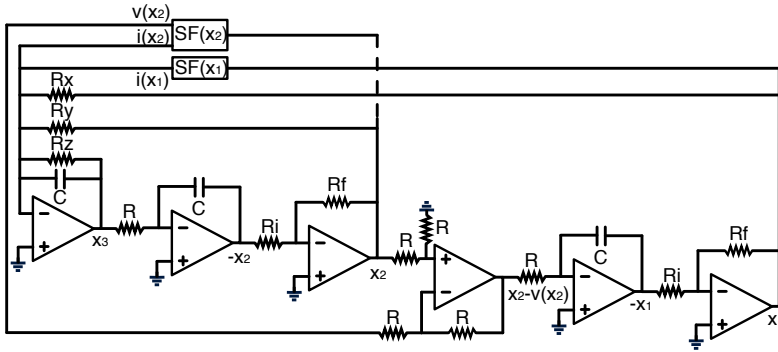 v(x₂)
SF(x₂)
i(x₂)
SF(x₁)
i(x₁)
Rx
Ry
Rz
C
R
C
Ri
Rf
R
R
R
C
Ri
Rf
x₃
-x₂
x₂
x₂-v(x₂)
-x₁
x
R
R